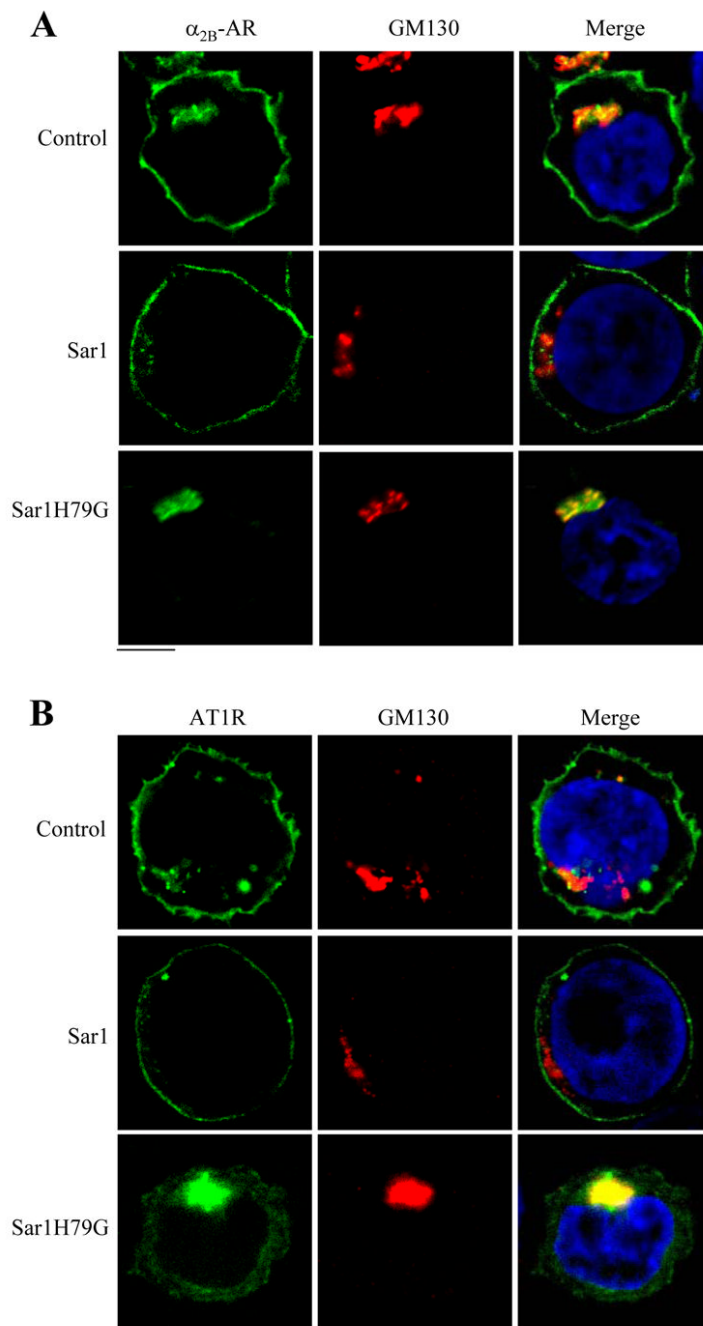 A
α2B-AR GM130 Merge
Control
Sar1
Sar1H79G
B
AT1R GM130 Merge
Control
Sar1
Sar1H79G